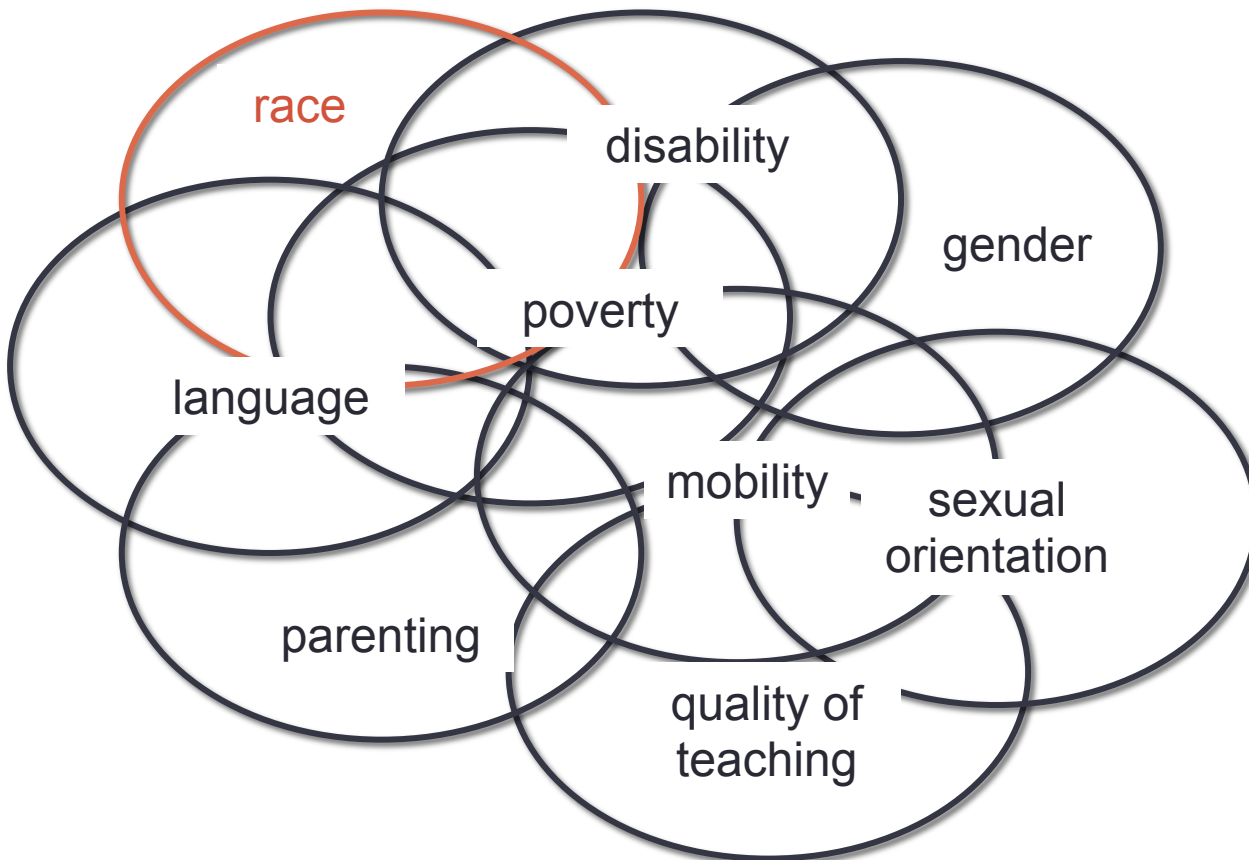 race
disability
gender
poverty
language
mobility
sexual
orientation
parenting
quality of
teaching